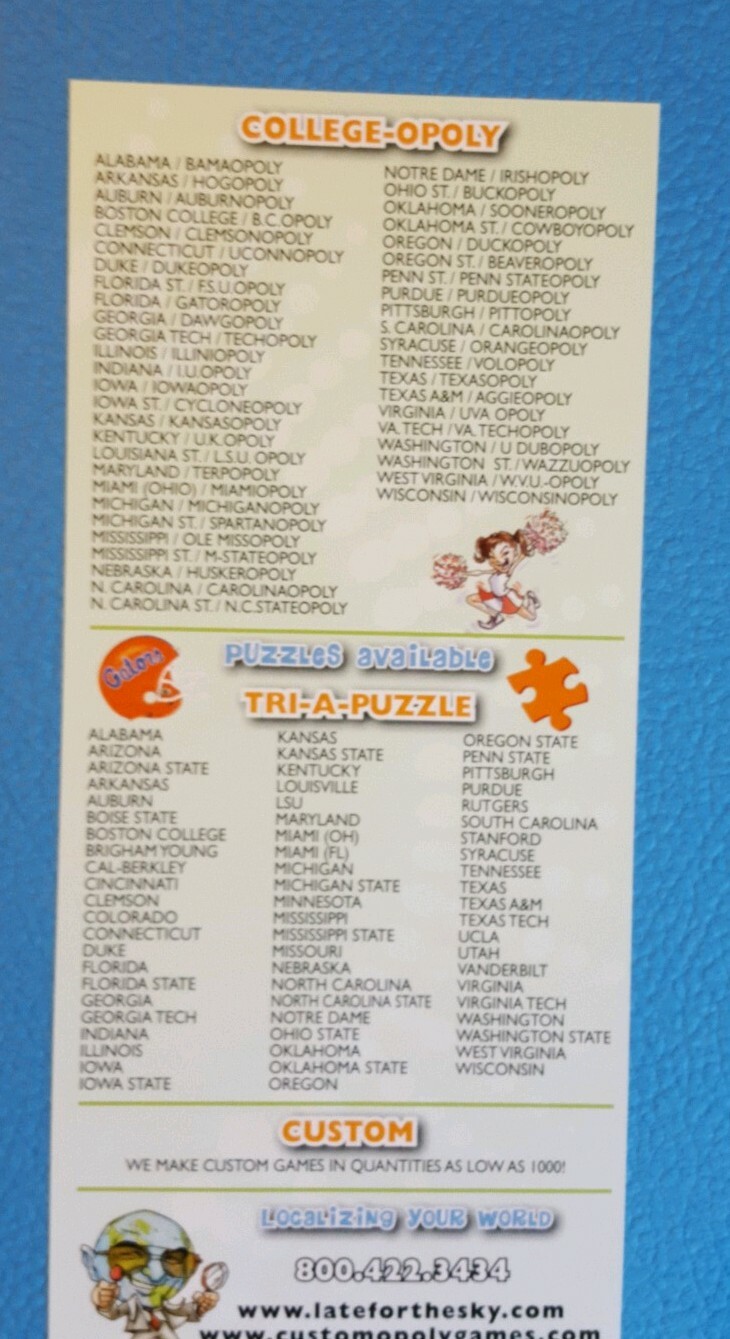 COLLEGE-OPOLY
ALABAMA / BAMAOPOLY
ARKANSAS / HOGOPOLY
AUBURN / AUBURNOPOLY
BOSTON COLLEGE / B.C.OPOLY
CLEMSON / CLEMSONOPOLY
CONNECTICUT / UCONNOPOLY
DUKE / DUKEOPOLY
FLORIDA ST. / F.S.U.OPOLY
FLORIDA / GATOROPOLY
GEORGIA / DAWGOPOLY
GEORGIA TECH / TECHOPOLY
ILLINOIS / ILLINIOPOLY
INDIANA / I.U.OPOLY
IOWA / IOWAOPOLY
IOWA ST. / CYCLONEOPOLY
KANSAS / KANSASOPOLY
KENTUCKY / U.K.OPOLY
LOUISIANA ST. / L.S.U. OPOLY
MARYLAND / TERPOPOLY
MIAMI (OHIO) / MIAMIOPOLY
MICHIGAN / MICHIGANOPOLY
MICHIGAN ST. / SPARTANOPOLY
MISSISSIPPI / OLE MISSOPOLY
MISSISSIPPI ST. / M-STATEOPOLY
NEBRASKA / HUSKEROPOLY
N. CAROLINA / CAROLINAOPOLY
N. CAROLINA ST. / N.C.STATEOPOLY
NOTRE DAME / IRISHOPOLY
OHIO ST. / BUCKOPOLY
OKLAHOMA / SOONEROPOLY
OKLAHOMA ST. / COWBOYOPOLY
OREGON / DUCKOPOLY
OREGON ST. / BEAVEROPOLY
PENN ST. / PENN STATEOPOLY
PURDUE / PURDUEOPOLY
PITTSBURGH / PITTOPOLY
S. CAROLINA / CAROLINAOPOLY
SYRACUSE / ORANGEOPOLY
TENNESSEE / VOLOPOLY
TEXAS / TEXASOPOLY
TEXAS A&M / AGGIEOPOLY
VIRGINIA / UVA OPOLY
VA. TECH / VA. TECHOPOLY
WASHINGTON / U DUBOPOLY
WASHINGTON ST. / WAZZUOPOLY
WEST VIRGINIA / W.V.U.-OPOLY
WISCONSIN / WISCONSINOPOLY
Gators
PUZZLES AVAILABLE
TRI-A-PUZZLE
ALABAMA
ARIZONA
ARIZONA STATE
ARKANSAS
AUBURN
BOISE STATE
BOSTON COLLEGE
BRIGHAM YOUNG
CAL-BERKLEY
CINCINNATI
CLEMSON
COLORADO
CONNECTICUT
DUKE
FLORIDA
FLORIDA STATE
GEORGIA
GEORGIA TECH
INDIANA
ILLINOIS
IOWA
IOWA STATE
KANSAS
KANSAS STATE
KENTUCKY
LOUISVILLE
LSU
MARYLAND
MIAMI (OH)
MIAMI (FL)
MICHIGAN
MICHIGAN STATE
MINNESOTA
MISSISSIPPI
MISSISSIPPI STATE
MISSOURI
NEBRASKA
NORTH CAROLINA
NORTH CAROLINA STATE
NOTRE DAME
OHIO STATE
OKLAHOMA
OKLAHOMA STATE
OREGON
OREGON STATE
PENN STATE
PITTSBURGH
PURDUE
RUTGERS
SOUTH CAROLINA
STANFORD
SYRACUSE
TENNESSEE
TEXAS
TEXAS A&M
TEXAS TECH
UCLA
UTAH
VANDERBILT
VIRGINIA
VIRGINIA TECH
WASHINGTON
WASHINGTON STATE
WEST VIRGINIA
WISCONSIN
CUSTOM
WE MAKE CUSTOM GAMES IN QUANTITIES AS LOW AS 1000!
LOCALIZING YOUR WORLD
800.422.3434
www.lateforthesky.com
www.customopolygames.com